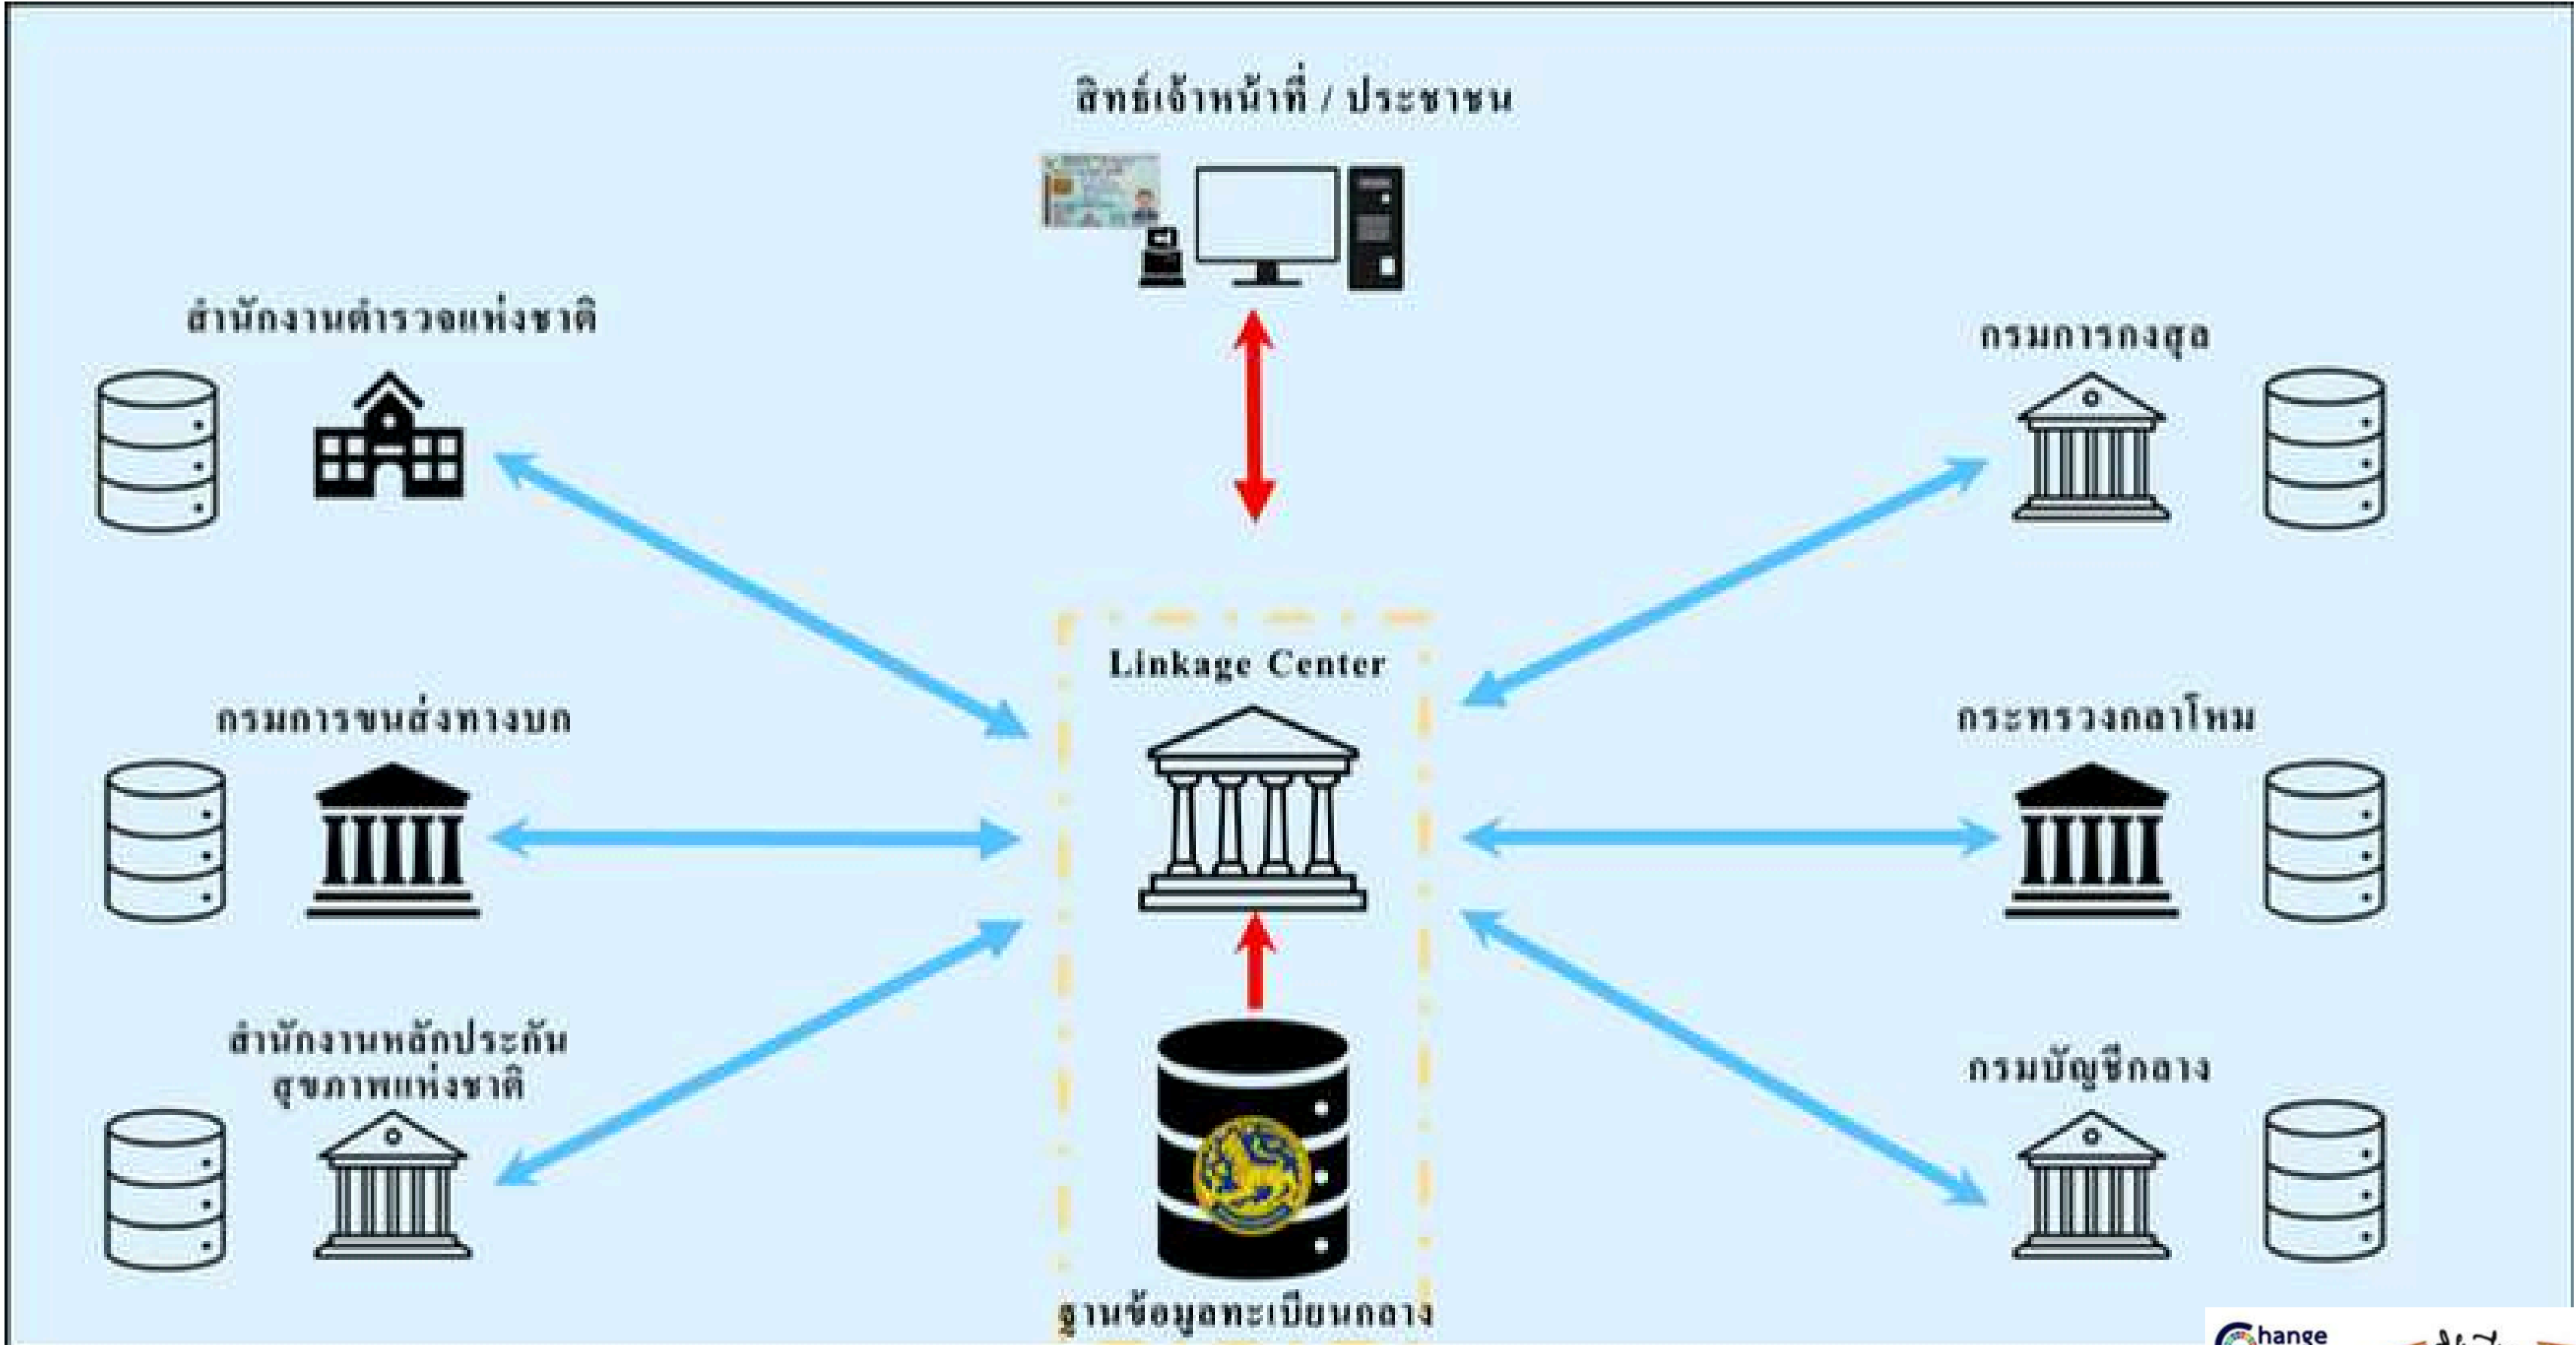 สิทธ์เจ้าหน้าที่ / ประชาชน
สำนักงานตำรวจแห่งชาติ
กรมการกงสุล
Linkage Center
กรมการขนส่งทางบก
กระทรวงกลาโหม
สำนักงานหลักประกัน
สุขภาพแห่งชาติ
กรมบัญชีกลาง
ฐานข้อมูลทะเบียนกลาง
Change